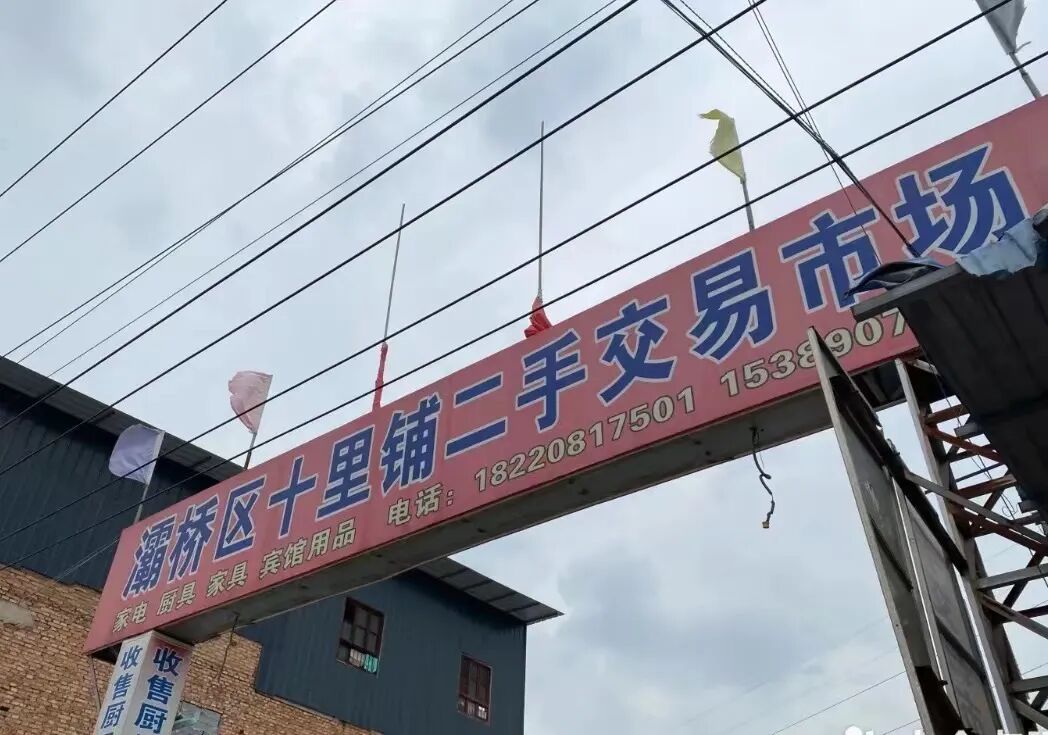 灞桥区十里铺二手交易市场
家电 厨具 家具 宾馆用品 电话：18220817501 1538907
收售厨
收售厨